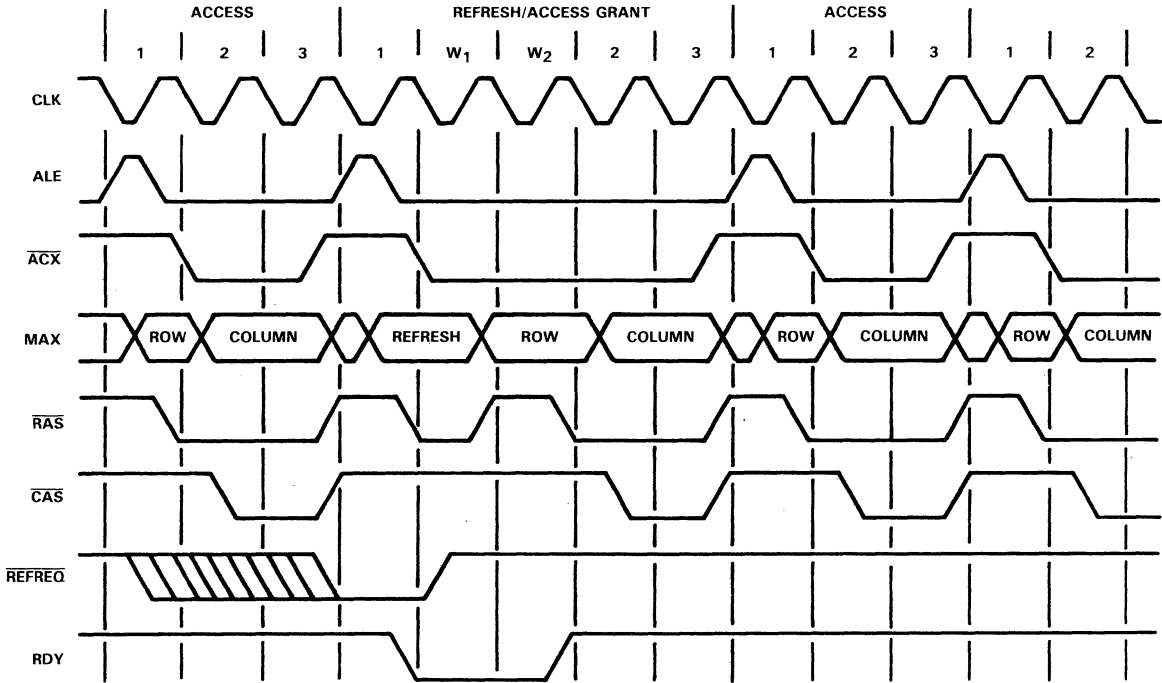 ACCESS REFRESH/ACCESS GRANT ACCESS
1 2 3 1 W1 W2 2 3 1 2 3 1 2
CLK
ALE
ACX
MAX ROW COLUMN REFRESH ROW COLUMN ROW COLUMN ROW COLUMN
RAS
CAS
REFREQ
RDY